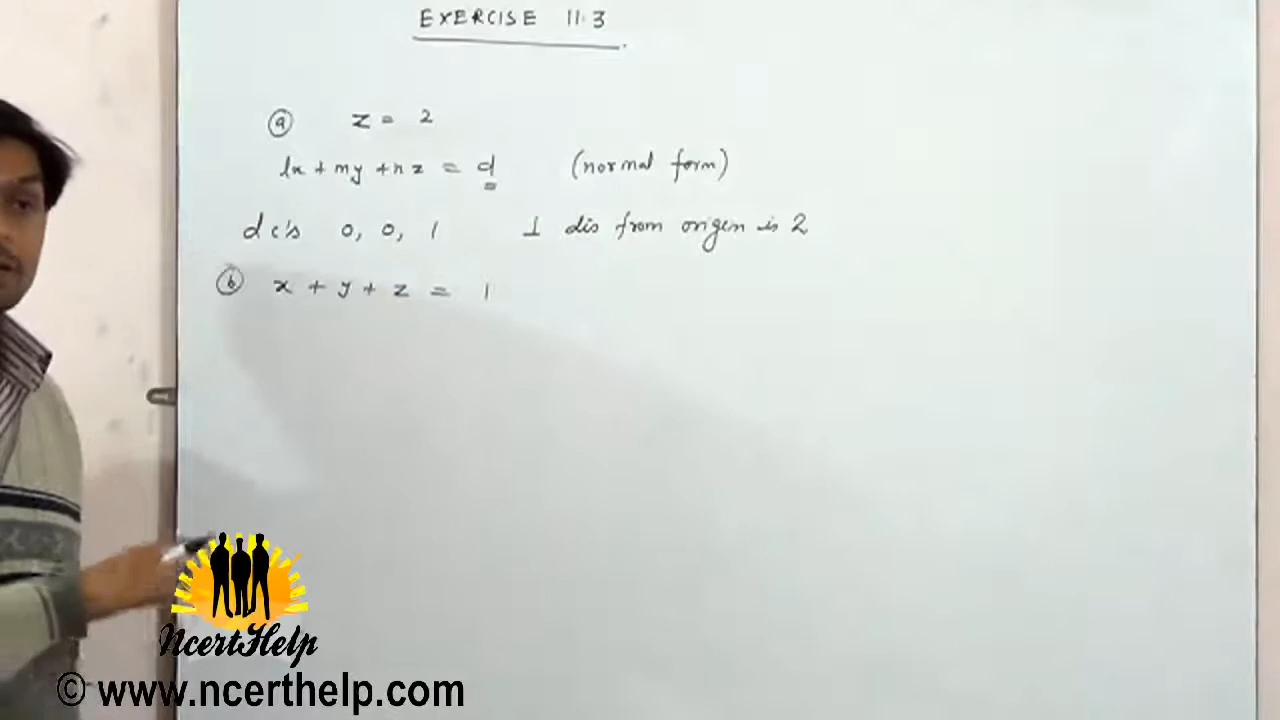 EXERCISE 11.3
(a) z = 2
lx + my + nz = d (normal form)
dc's 0, 0, 1 ⊥ dis from origen is 2
(b) x + y + z = 1
NcertHelp
© www.ncerthelp.com